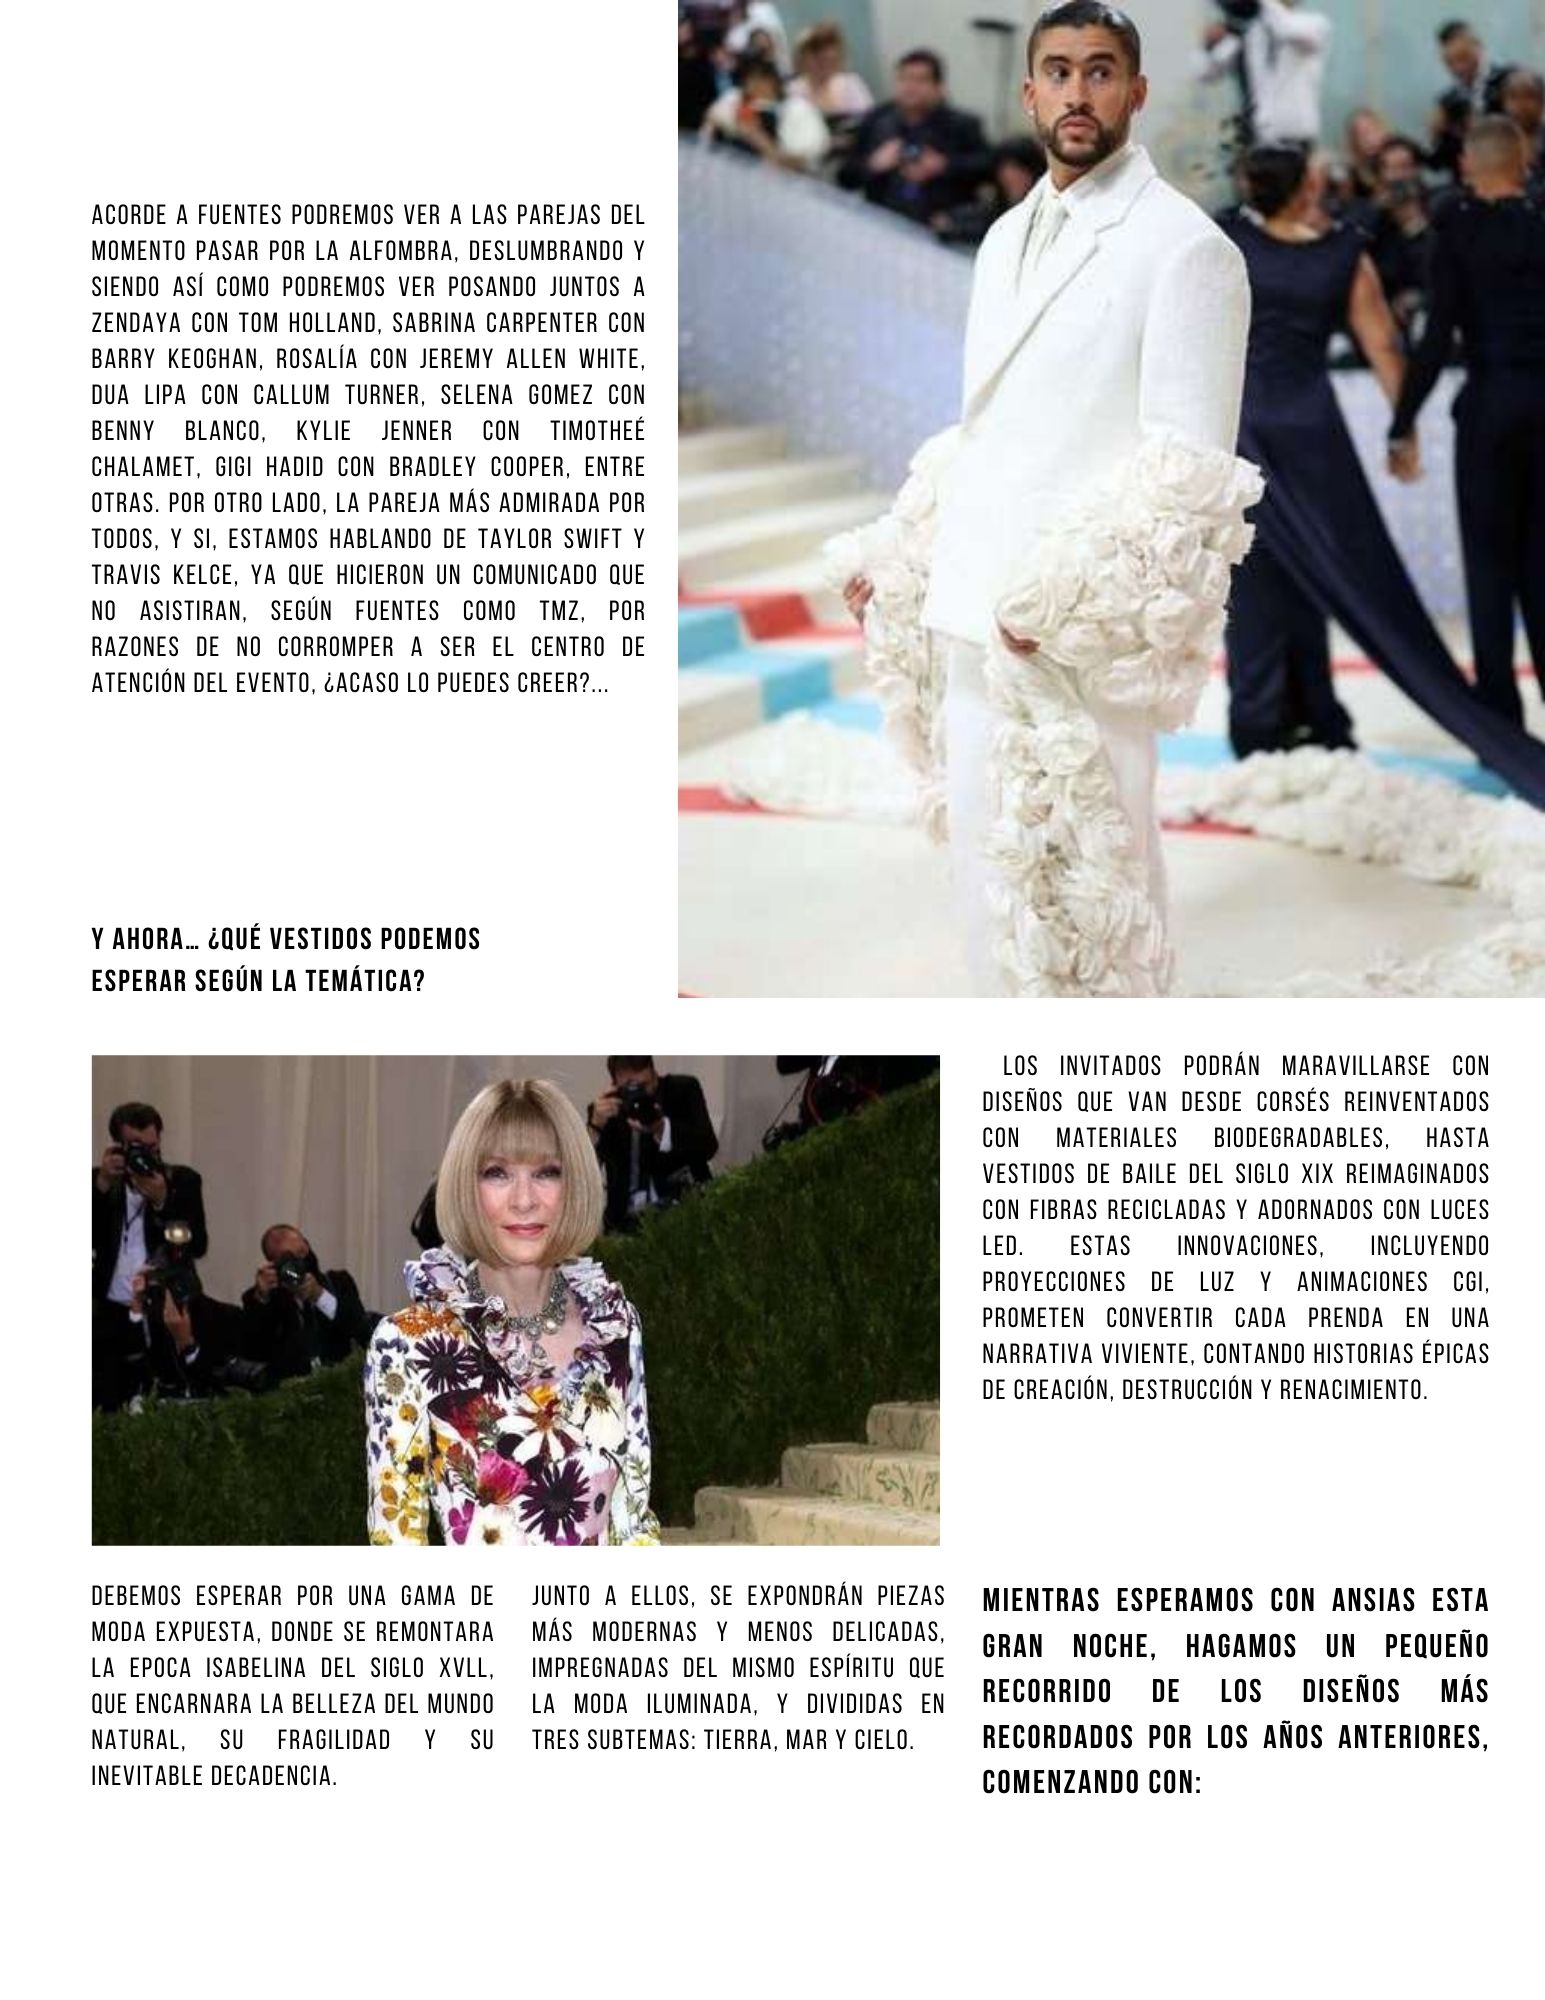 ACORDE A FUENTES PODREMOS VER A LAS PAREJAS DEL
MOMENTO PASAR POR LA ALFOMBRA, DESLUMBRANDO Y
SIENDO ASÍ COMO PODREMOS VER POSANDO JUNTOS A
ZENDAYA CON TOM HOLLAND, SABRINA CARPENTER CON
BARRY KEOGHAN, ROSALÍA CON JEREMY ALLEN WHITE,
DUA LIPA CON CALLUM TURNER, SELENA GOMEZ CON
BENNY BLANCO, KYLIE JENNER CON TIMOTHEÉ
CHALAMET, GIGI HADID CON BRADLEY COOPER, ENTRE
OTRAS. POR OTRO LADO, LA PAREJA MÁS ADMIRADA POR
TODOS, Y SI, ESTAMOS HABLANDO DE TAYLOR SWIFT Y
TRAVIS KELCE, YA QUE HICIERON UN COMUNICADO QUE
NO ASISTIRAN, SEGÚN FUENTES COMO TMZ, POR
RAZONES DE NO CORROMPER A SER EL CENTRO DE
ATENCIÓN DEL EVENTO, ¿ACASO LO PUEDES CREER?...
Y AHORA... ¿QUÉ VESTIDOS PODEMOS
ESPERAR SEGÚN LA TEMÁTICA?
DEBEMOS ESPERAR POR UNA GAMA DE
MODA EXPUESTA, DONDE SE REMONTARA
LA EPOCA ISABELINA DEL SIGLO XVLL,
QUE ENCARNARA LA BELLEZA DEL MUNDO
NATURAL, SU FRAGILIDAD Y SU
INEVITABLE DECADENCIA.
JUNTO A ELLOS, SE EXPONDRÁN PIEZAS
MÁS MODERNAS Y MENOS DELICADAS,
IMPREGNADAS DEL MISMO ESPÍRITU QUE
LA MODA ILUMINADA, Y DIVIDIDAS EN
TRES SUBTEMAS: TIERRA, MAR Y CIELO.
LOS INVITADOS PODRÁN MARAVILLARSE CON
DISEÑOS QUE VAN DESDE CORSÉS REINVENTADOS
CON MATERIALES BIODEGRADABLES, HASTA
VESTIDOS DE BAILE DEL SIGLO XIX REIMAGINADOS
CON FIBRAS RECICLADAS Y ADORNADOS CON LUCES
LED. ESTAS INNOVACIONES, INCLUYENDO
PROYECCIONES DE LUZ Y ANIMACIONES CGI,
PROMETEN CONVERTIR CADA PRENDA EN UNA
NARRATIVA VIVIENTE, CONTANDO HISTORIAS ÉPICAS
DE CREACIÓN, DESTRUCCIÓN Y RENACIMIENTO.
MIENTRAS ESPERAMOS CON ANSIAS ESTA
GRAN NOCHE, HAGAMOS UN PEQUEÑO
RECORRIDO DE LOS DISEÑOS MÁS
RECORDADOS POR LOS AÑOS ANTERIORES,
COMENZANDO CON: